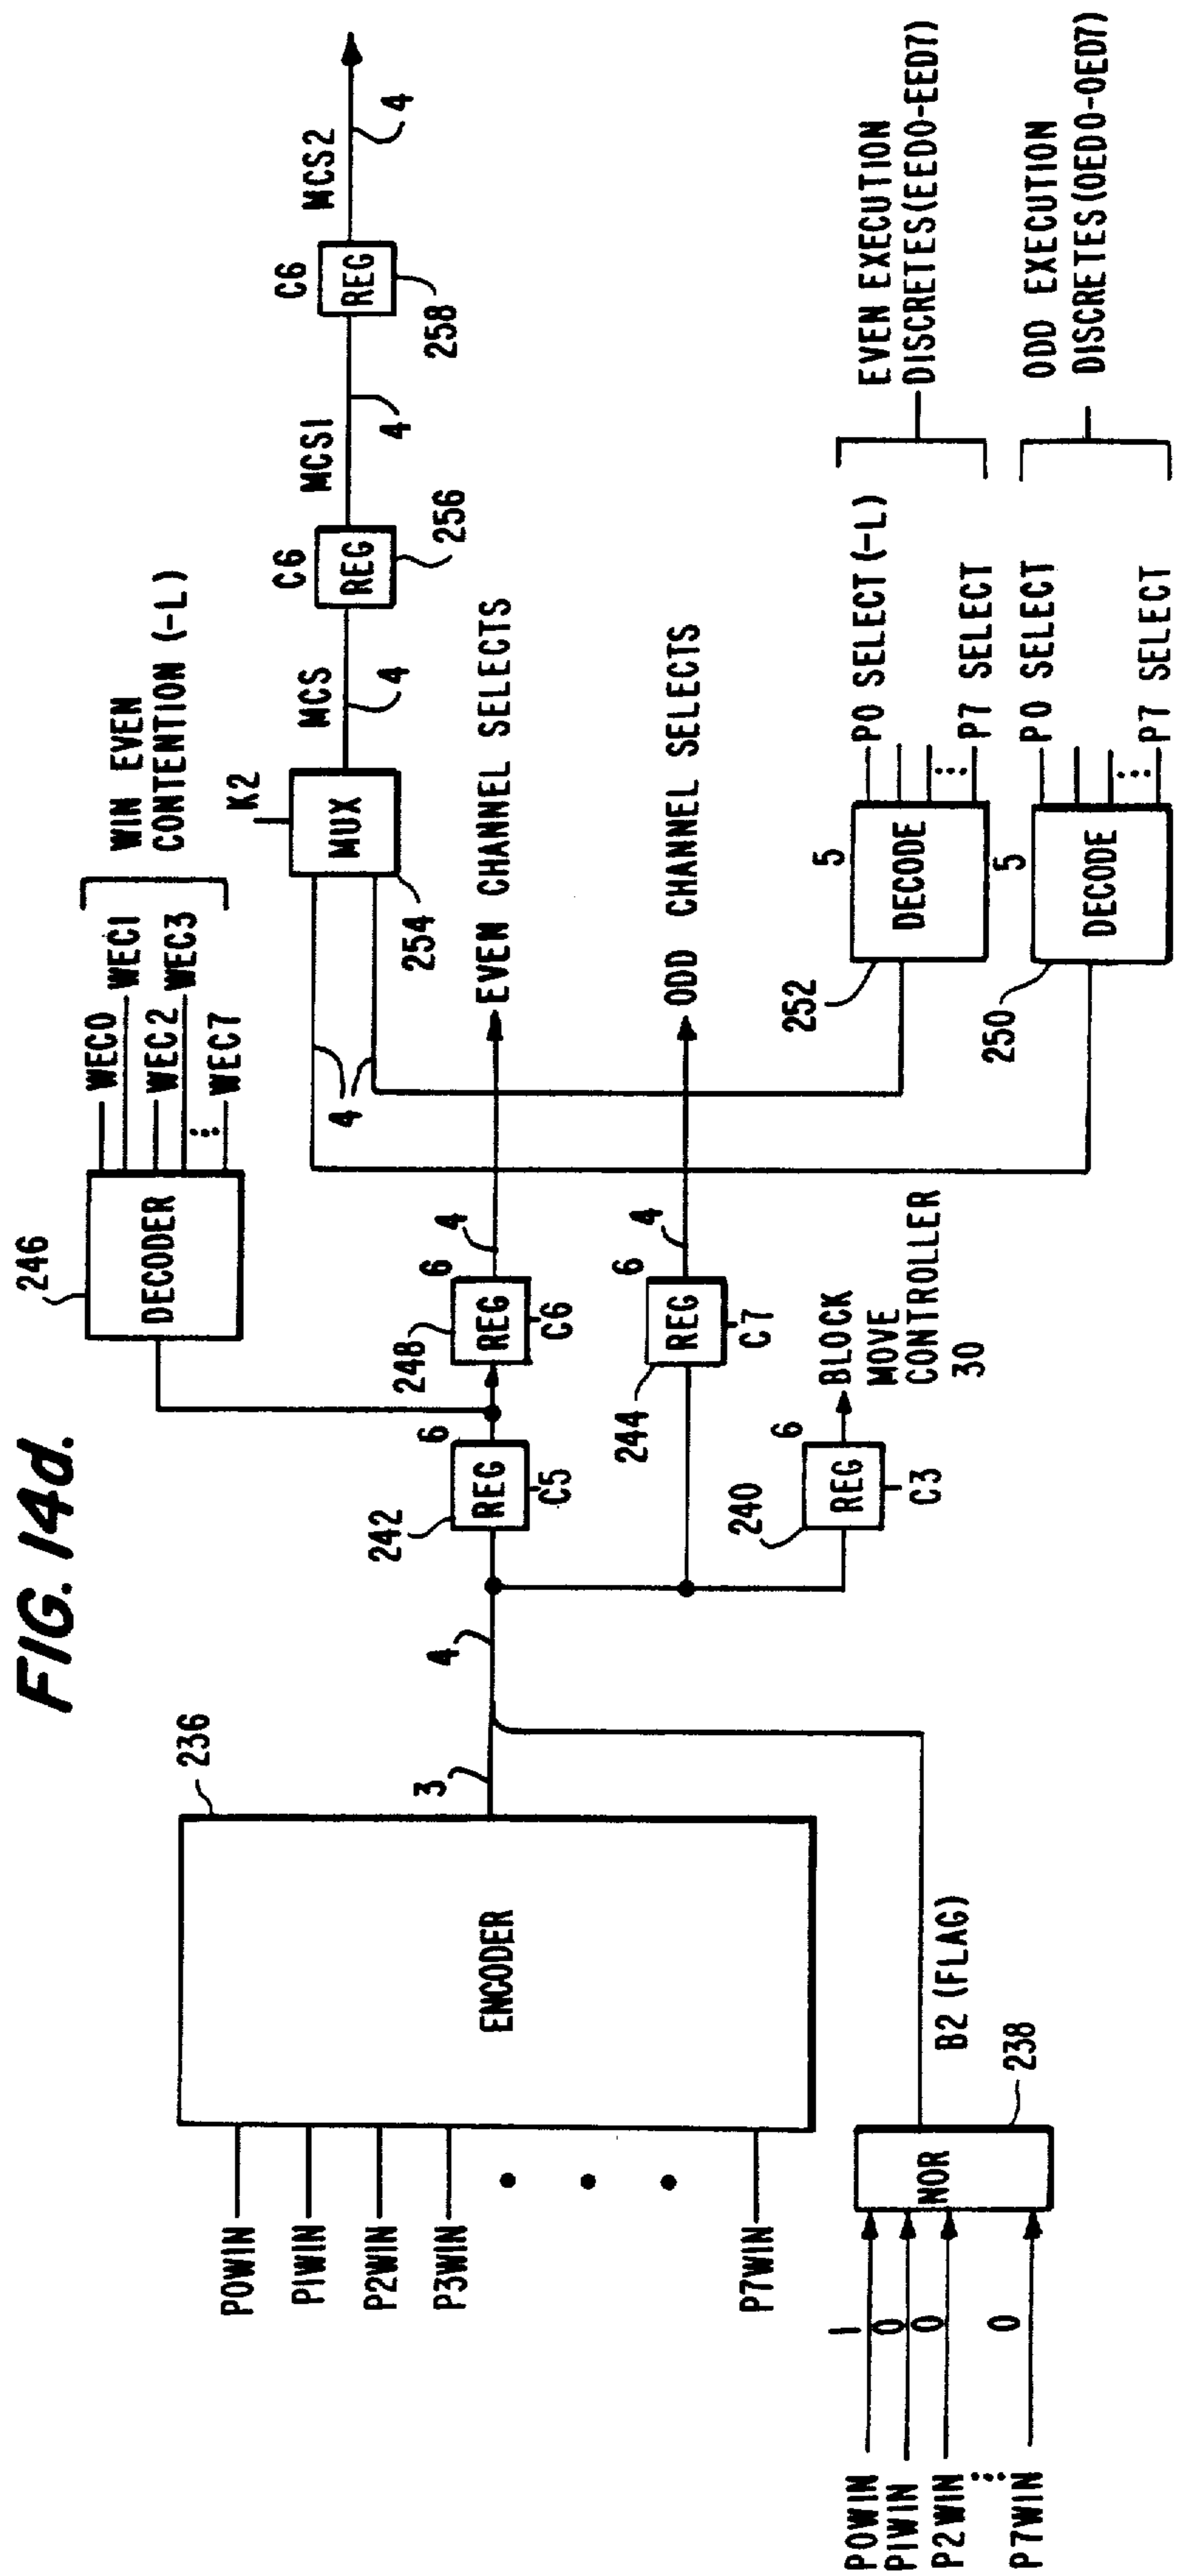 FIG. 14d.
P0WIN
P1WIN
P2WIN
P3WIN
P7WIN
ENCODER
236
3
4
P0WIN
P1WIN
P2WIN
P7WIN
1
0
0
0
NOR
238
B2 (FLAG)
242
REG
6
C5
248
REG
6
C6
4
EVEN CHANNEL SELECTS
244
REG
6
C7
4
ODD CHANNEL SELECTS
240
REG
6
C3
BLOCK
MOVE
CONTROLLER
30
246
DECODER
WEC0
WEC1
WEC2
WEC3
WEC7
WIN EVEN
CONTENTION (-L)
4
K2
MUX
254
MCS
4
C6
REG
256
MCS1
4
C6
REG
258
MCS2
4
252
DECODE
5
P0 SELECT (-L)
P7 SELECT
EVEN EXECUTION
DISCRETES (EED0-EED7)
250
DECODE
5
P0 SELECT
P7 SELECT
ODD EXECUTION
DISCRETES (OED0-OED7)